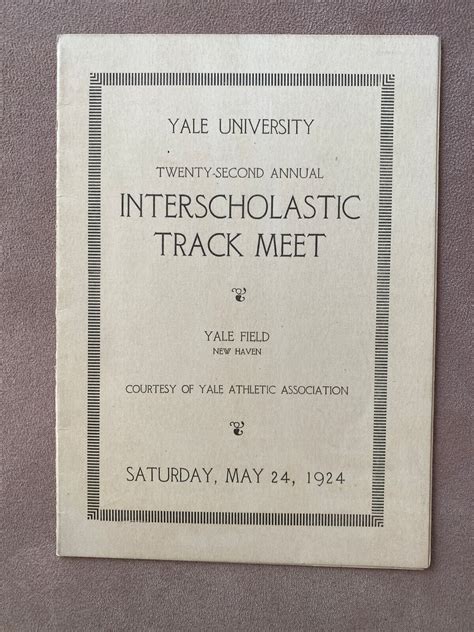 YALE UNIVERSITY
TWENTY-SECOND ANNUAL
INTERSCHOLASTIC
TRACK MEET
YALE FIELD
NEW HAVEN
COURTESY OF YALE ATHLETIC ASSOCIATION
SATURDAY, MAY 24, 1924